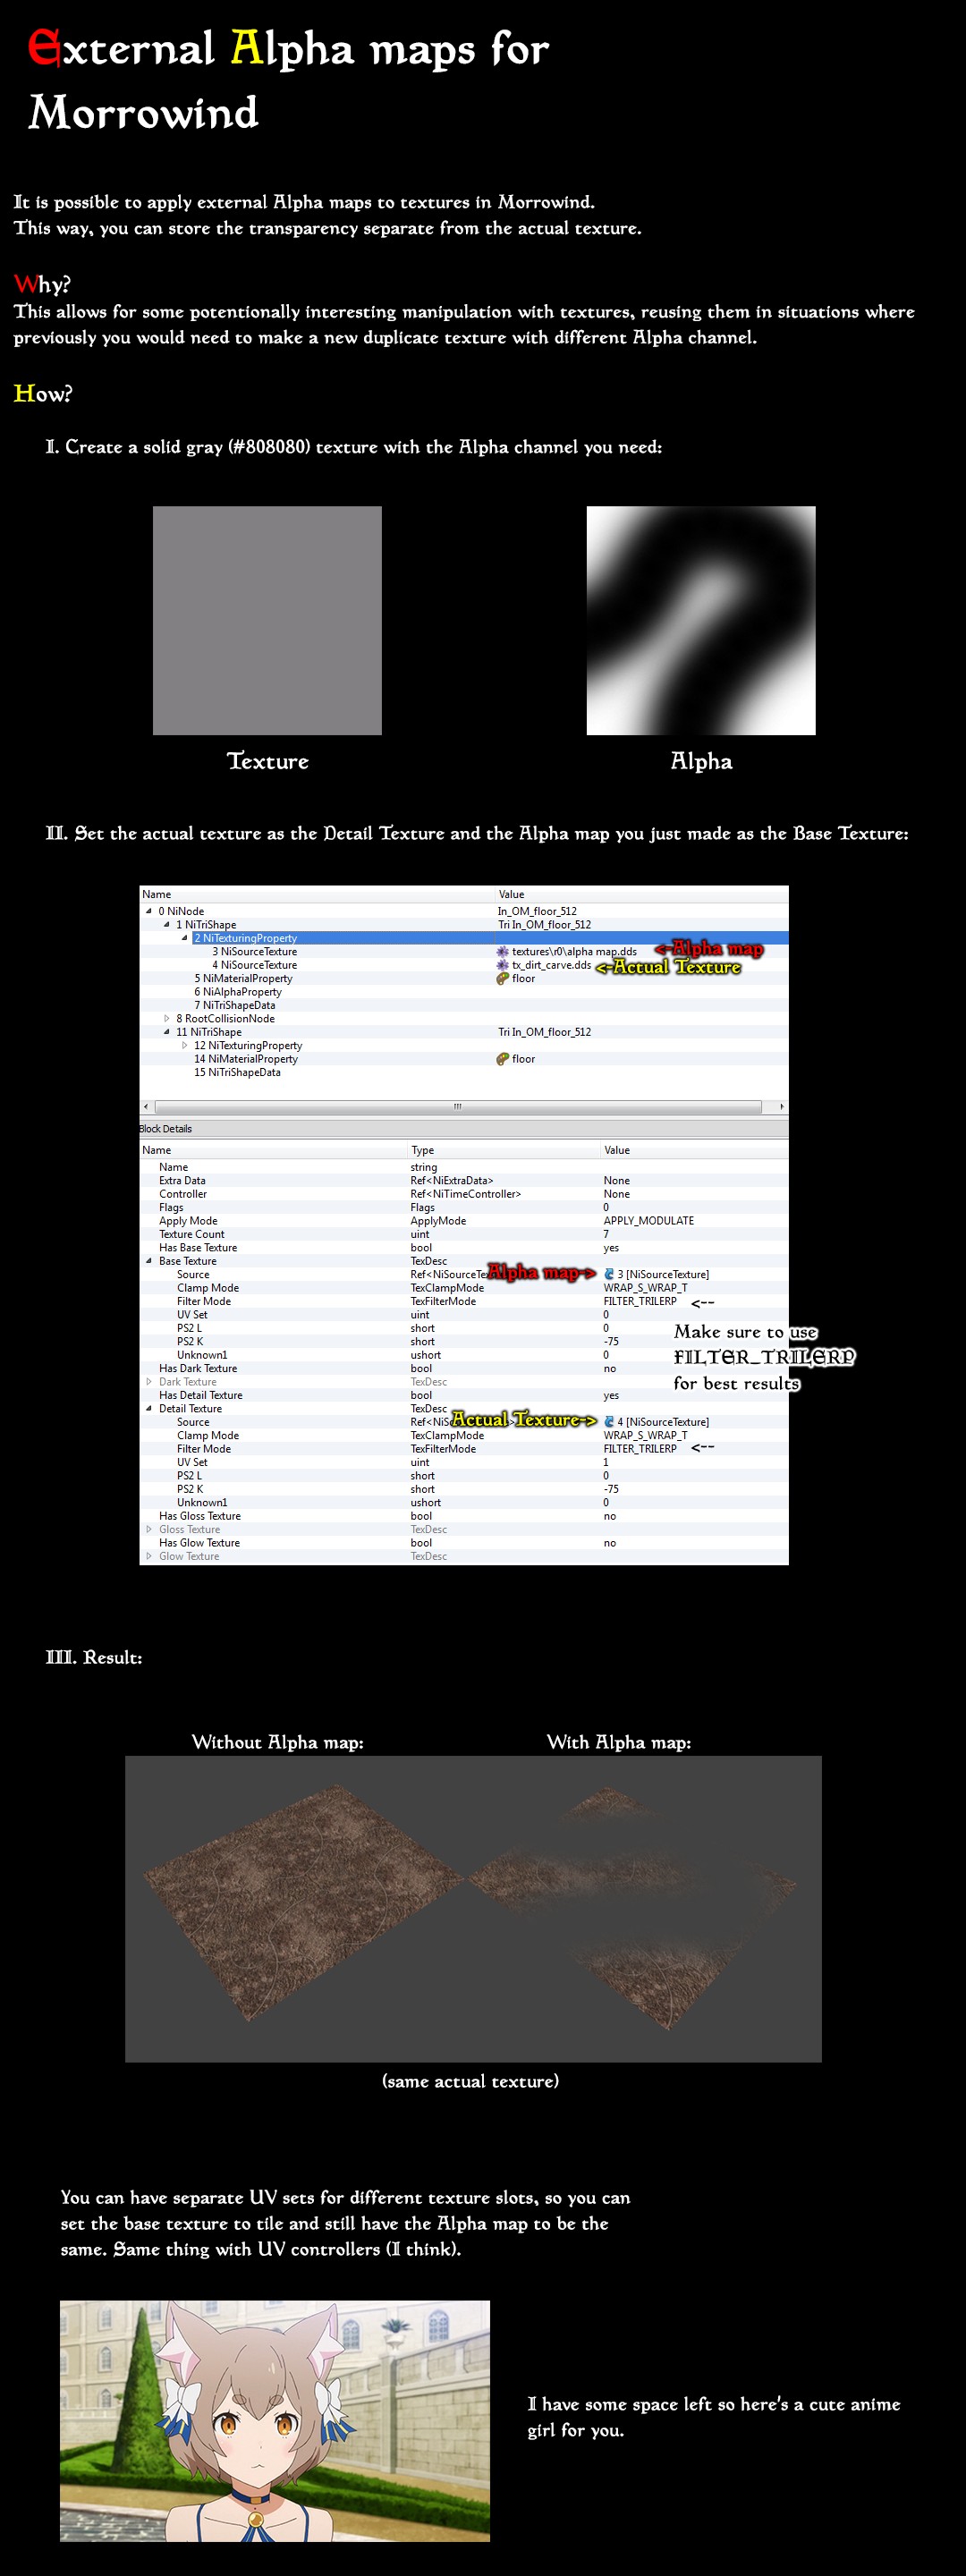 External Alpha maps for
Morrowind
It is possible to apply external Alpha maps to textures in Morrowind.
This way, you can store the transparency separate from the actual texture.
Why?
This allows for some potentially interesting manipulation with textures, reusing them in situations where
previously you would need to make a new duplicate texture with different Alpha channel.
How?
I. Create a solid gray (#808080) texture with the Alpha channel you need:
Texture
Alpha
II. Set the actual texture as the Detail Texture and the Alpha map you just made as the Base Texture:
Name Value
0 NiNode In_OM_floor_512
1 NiTriShape Tri In_OM_floor_512
2 NiTexturingProperty
3 NiSourceTexture textures\r0\alpha map.dds <-Alpha map
4 NiSourceTexture tx_dirt_carve.dds <-Actual Texture
5 NiMaterialProperty floor
6 NiAlphaProperty
7 NiTriShapeData
8 RootCollisionNode
11 NiTriShape Tri In_OM_floor_512
12 NiTexturingProperty
14 NiMaterialProperty floor
15 NiTriShapeData
Block Details
Name Type Value
Name string
Extra Data Ref<NiExtraData> None
Controller Ref<NiTimeController> None
Flags Flags 0
Apply Mode ApplyMode APPLY_MODULATE
Texture Count uint 7
Has Base Texture bool yes
Base Texture TexDesc
Source Alpha map-> 3 [NiSourceTexture]
Clamp Mode TexClampMode WRAP_S_WRAP_T
Filter Mode TexFilterMode FILTER_TRILERP <--
UV Set uint 0
PS2 L short 0
PS2 K short -75
Unknown1 ushort 0
Make sure to use
FILTER_TRILERP
for best results
Has Dark Texture bool no
Dark Texture TexDesc
Has Detail Texture bool yes
Detail Texture TexDesc
Source Actual Texture-> 4 [NiSourceTexture]
Clamp Mode TexClampMode WRAP_S_WRAP_T
Filter Mode TexFilterMode FILTER_TRILERP <--
UV Set uint 1
PS2 L short 0
PS2 K short -75
Unknown1 ushort 0
Has Gloss Texture bool no
Gloss Texture TexDesc
Has Glow Texture bool no
Glow Texture TexDesc
III. Result:
Without Alpha map:
With Alpha map:
(same actual texture)
You can have separate UV sets for different texture slots, so you can
set the base texture to tile and still have the Alpha map to be the
same. Same thing with UV controllers (I think).
I have some space left so here's a cute anime
girl for you.